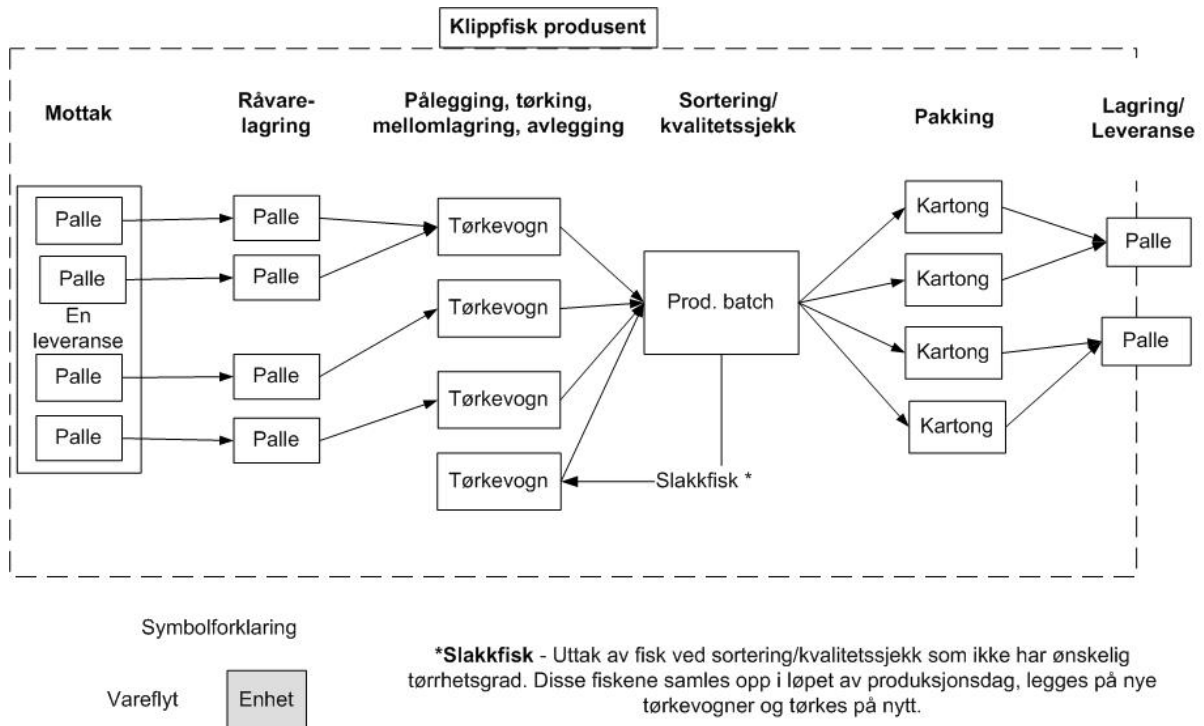 Klippfisk produsent
Mottak
Råvare-
lagring
Pålegging, tørking,
mellomlagring, avlegging
Sortering/
kvalitetssjekk
Pakking
Lagring/
Leveranse
Palle
Palle
En
leveranse
Palle
Palle
Palle
Palle
Palle
Palle
Tørkevogn
Tørkevogn
Tørkevogn
Tørkevogn
Prod. batch
Slakkfisk *
Kartong
Kartong
Kartong
Kartong
Palle
Palle
Symbolforklaring
Vareflyt
Enhet
*Slakkfisk - Uttak av fisk ved sortering/kvalitetssjekk som ikke har ønskelig
tørrhetsgrad. Disse fiskene samles opp i løpet av produksjonsdag, legges på nye
tørkevogner og tørkes på nytt.